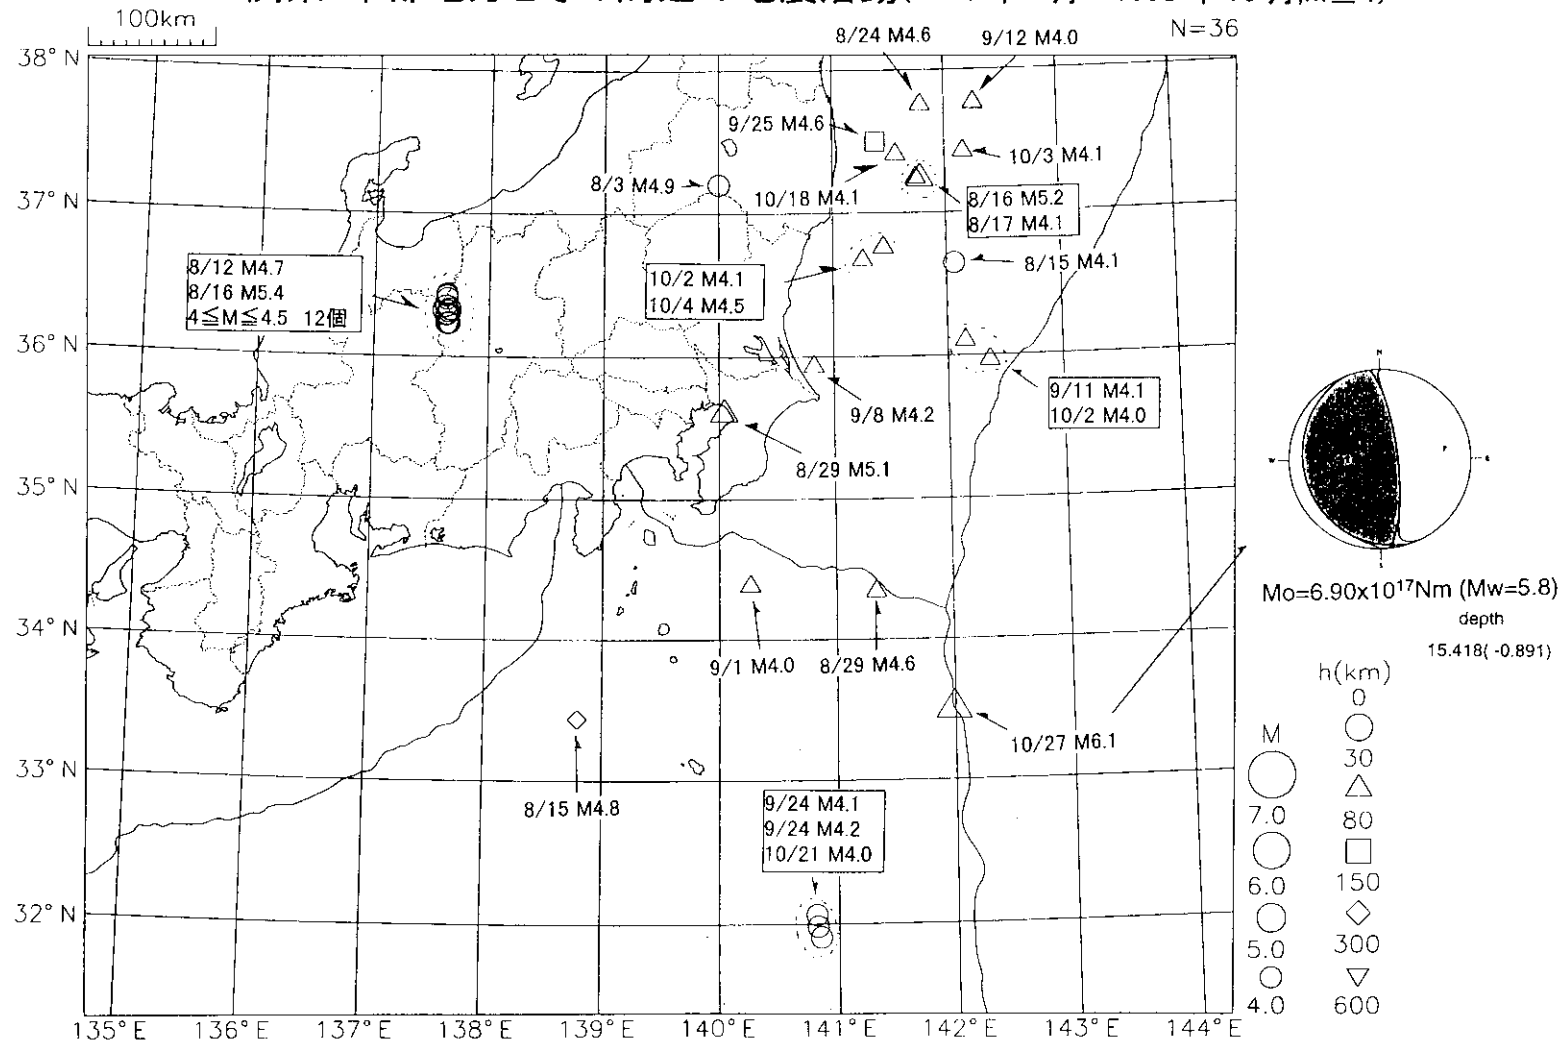 100km
N=36
8/24 M4.6
9/12 M4.0
38°N
9/25 M4.6
10/3 M4.1
8/3 M4.9
10/18 M4.1
37°N
8/16 M5.2
8/17 M4.1
8/15 M4.1
8/12 M4.7
8/16 M5.4
4≦M≦4.5 12個
10/2 M4.1
10/4 M4.5
36°N
9/11 M4.1
10/2 M4.0
9/8 M4.2
8/29 M5.1
35°N
Mo=6.90x10¹⁷Nm (Mw=5.8)
depth
15.418( -0.891)
34°N
9/1 M4.0
8/29 M4.6
10/27 M6.1
33°N
8/15 M4.8
9/24 M4.1
9/24 M4.2
10/21 M4.0
32°N
M
7.0
6.0
5.0
4.0
h(km)
0
30
80
150
300
600
135°E 136°E 137°E 138°E 139°E 140°E 141°E 142°E 143°E 144°E